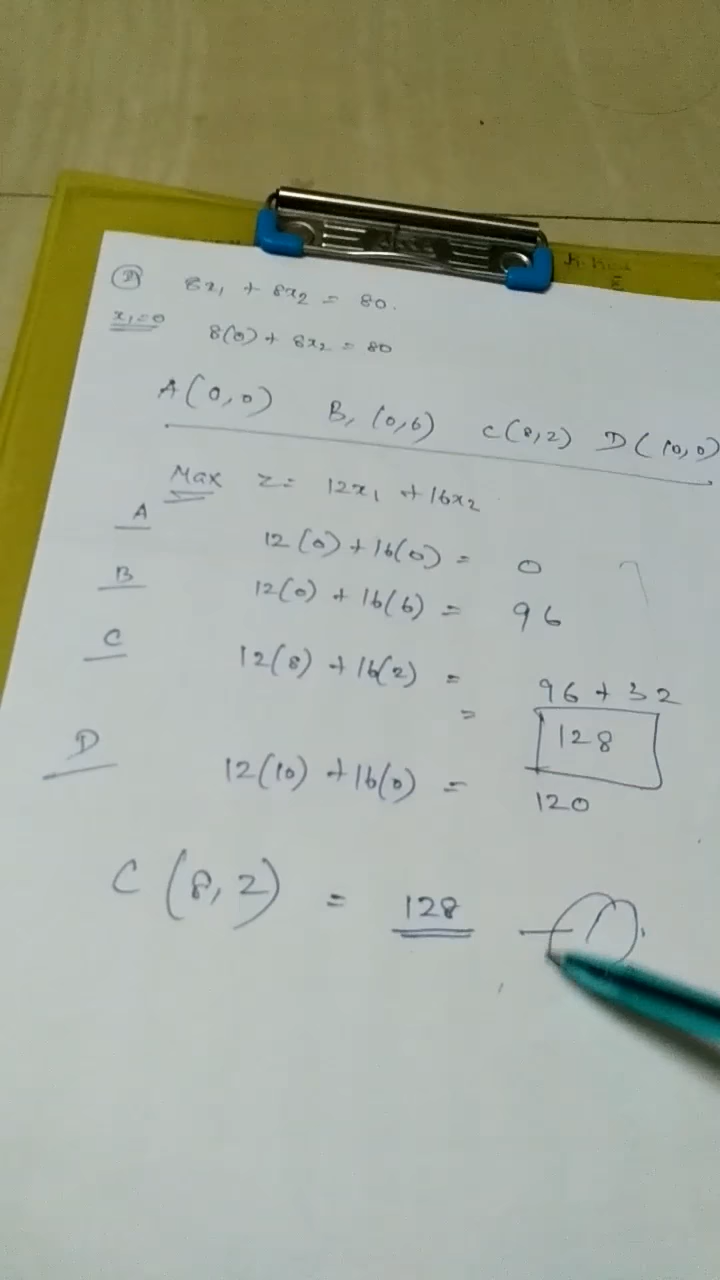 ② 8x₁ + 8x₂ = 80.
x₁=0 8(0) + 8x₂ = 80
A(0,0) B, (0,6) C(8,2) D(10,0)
Max Z = 12x₁ + 16x₂
A 12(0)+16(0) = 0
B 12(0) + 16(6) = 96
C 12(8) + 16(2) = 96 + 32
= 128
D 12(10) + 16(0) = 120
C (8,2) = 128